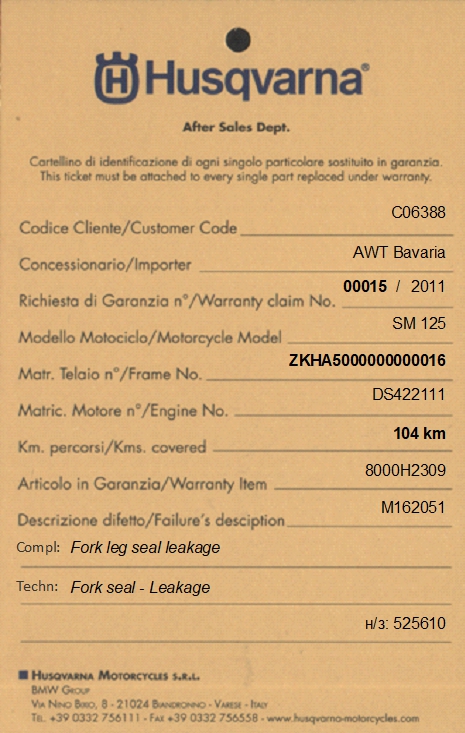 Husqvarna®
After Sales Dept.
Cartellino di identificazione di ogni singolo particolare sostituito in garanzia.
This ticket must be attached to every single part replaced under warranty.
Codice Cliente/Customer Code C06388
Concessionario/Importer AWT Bavaria
Richiesta di Garanzia n°/Warranty claim No. 00015 / 2011
Modello Motociclo/Motorcycle Model SM 125
Matr. Telaio n°/Frame No. ZKHA5000000000016
Matric. Motore n°/Engine No. DS422111
Km. percorsi/Kms. covered 104 km
Articolo in Garanzia/Warranty Item 8000H2309
Descrizione difetto/Failure's desciption M162051
Compl: Fork leg seal leakage
Techn: Fork seal - Leakage
н/з: 525610
Husqvarna Motorcycles s.r.l.
BMW Group
Via Nino Bixio, 8 - 21024 Biandronno - Varese - Italy
Tel. +39 0332 756111 - Fax +39 0332 756558 - www.husqvarna-motorcycles.com